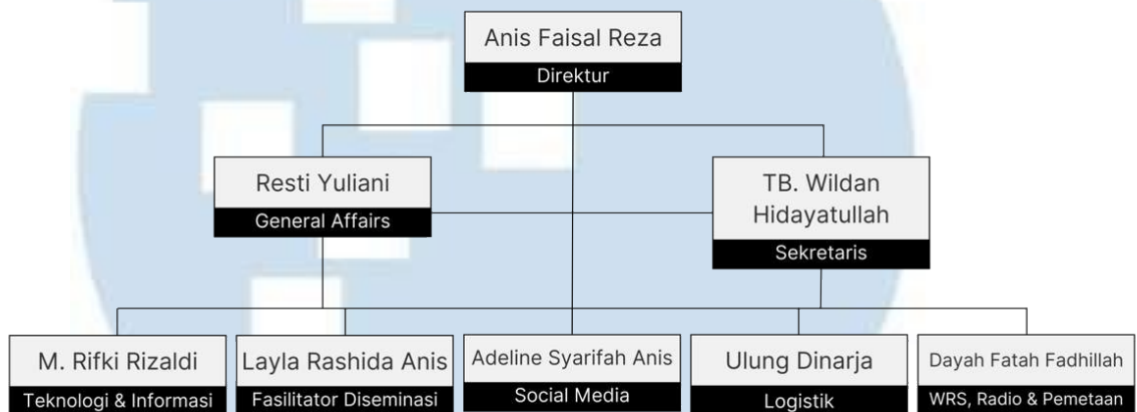 Anis Faisal Reza
Direktur
Resti Yuliani
General Affairs
TB. Wildan
Hidayatullah
Sekretaris
M. Rifki Rizaldi
Teknologi & Informasi
Layla Rashida Anis
Fasilitator Diseminasi
Adeline Syarifah Anis
Social Media
Ulung Dinarja
Logistik
Dayah Fatah Fadhillah
WRS, Radio & Pemetaan